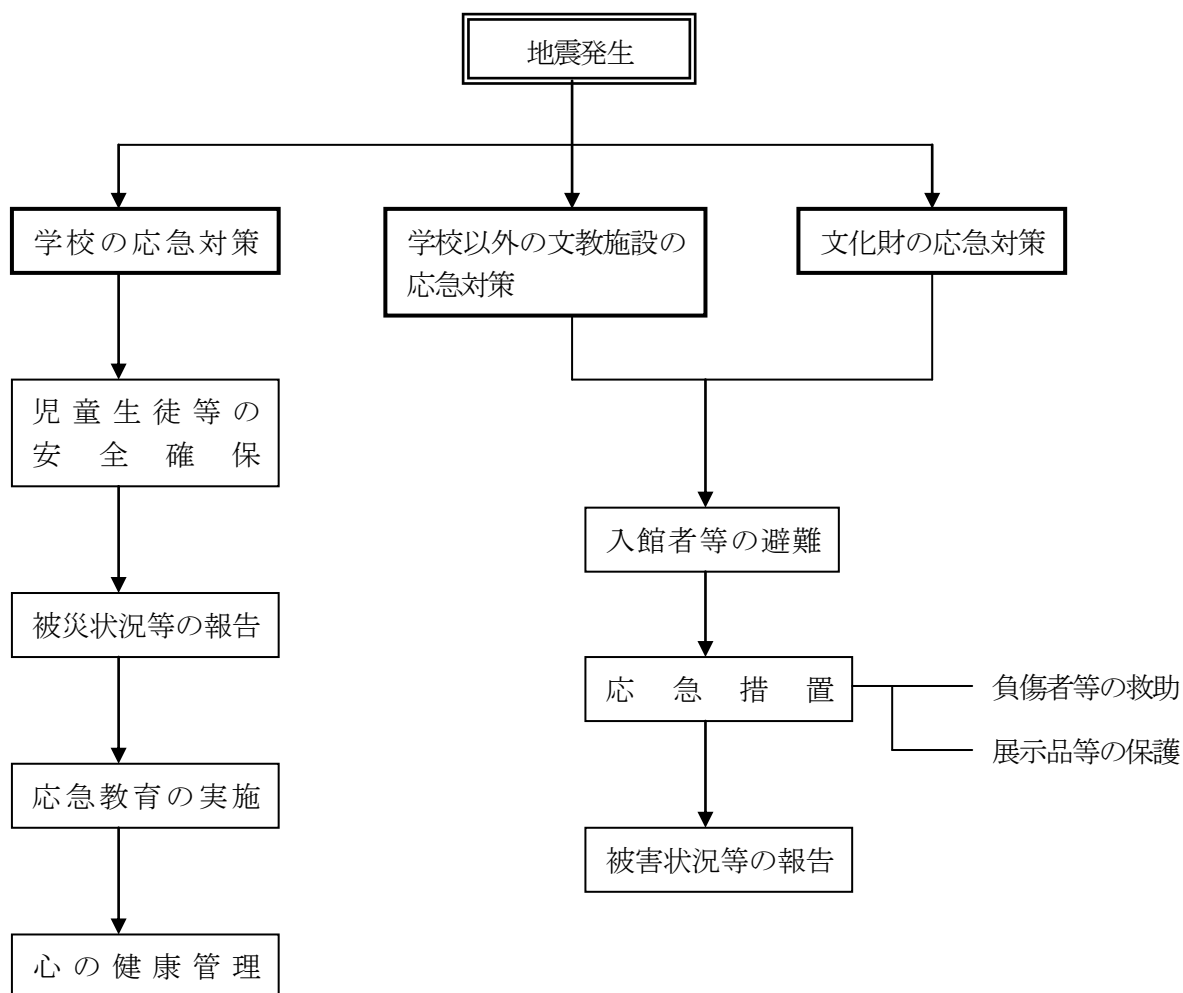 地震発生
学校の応急対策
学校以外の文教施設の
応急対策
文化財の応急対策
児童生徒等の
安全確保
入館者等の避難
被災状況等の報告
応急措置
負傷者等の救助
展示品等の保護
応急教育の実施
被害状況等の報告
心の健康管理